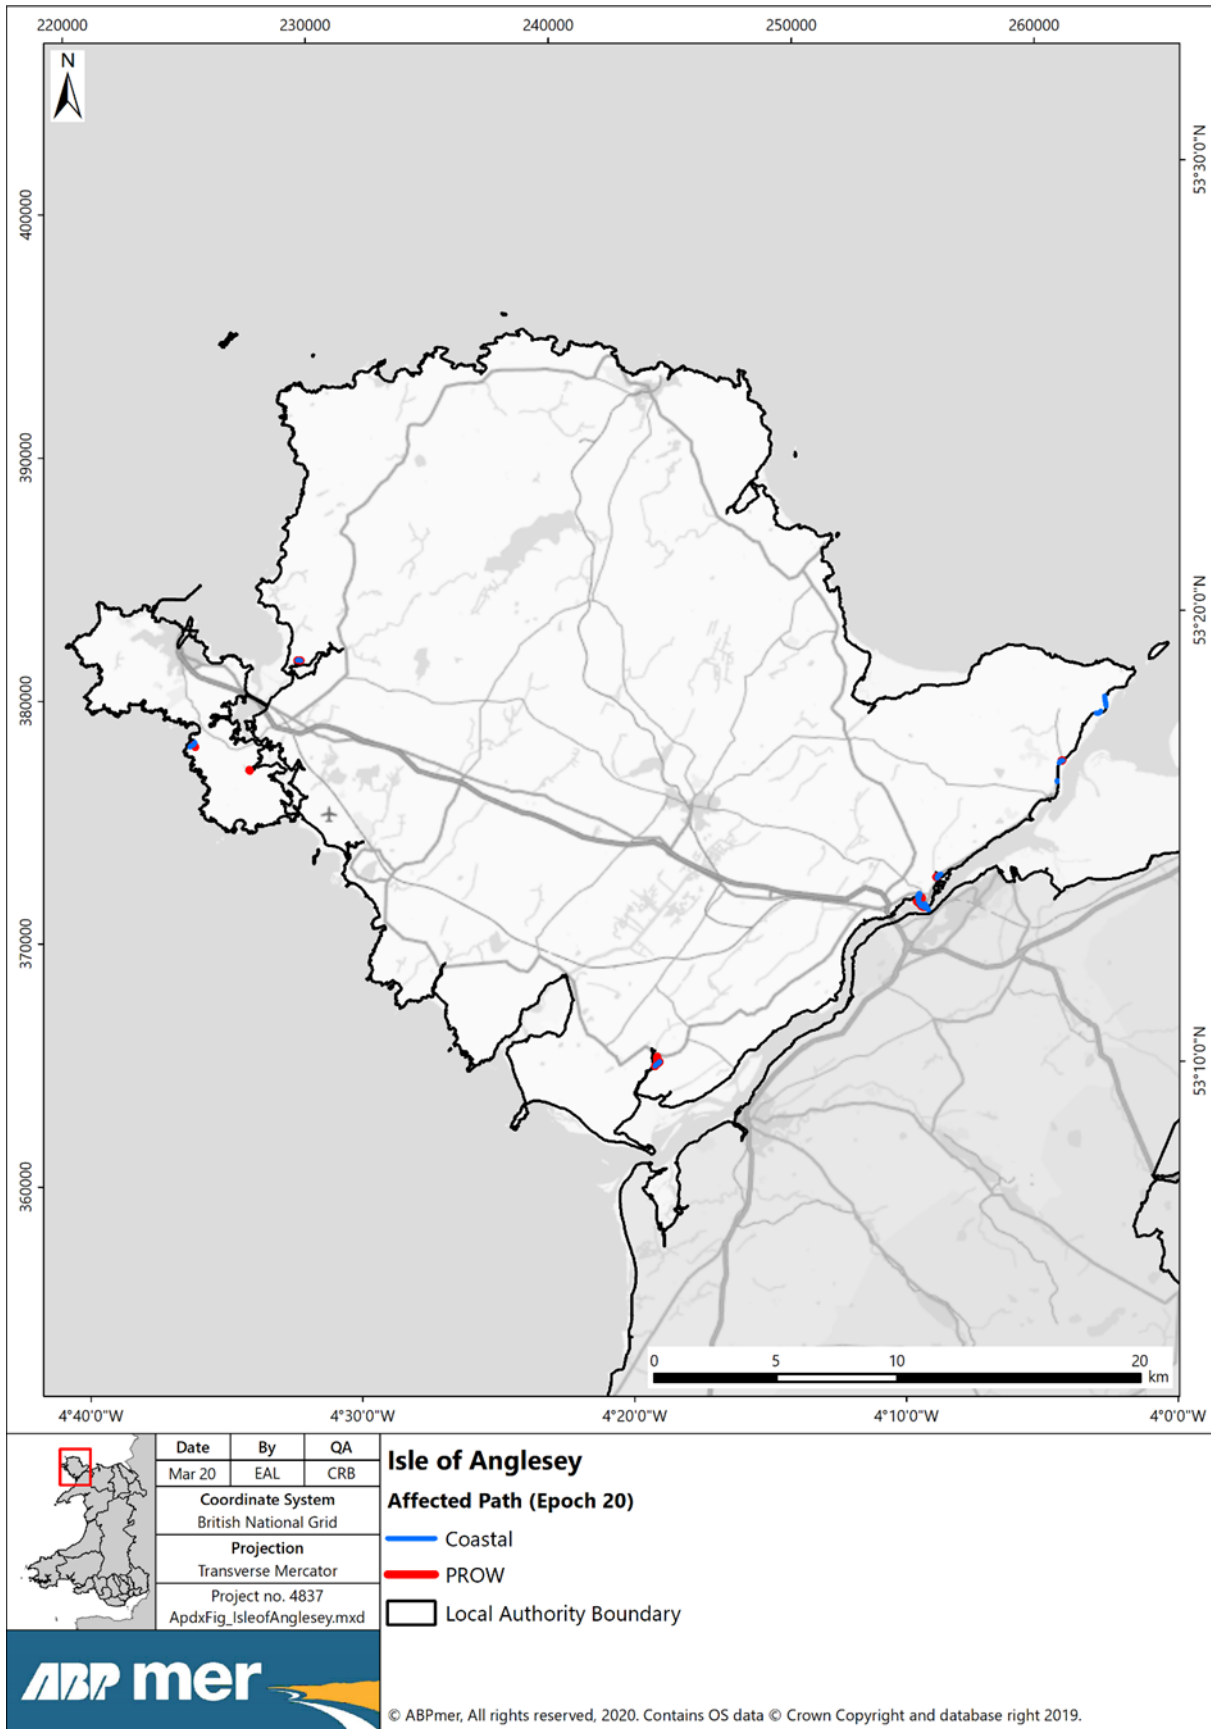 220000 230000 240000 250000 260000
N
400000
390000
380000
370000
360000
53°30'0"N
53°20'0"N
53°10'0"N
0 5 10 20
km
4°40'0"W 4°30'0"W 4°20'0"W 4°10'0"W 4°0'0"W
Date By QA
Mar 20 EAL CRB
Coordinate System
British National Grid
Projection
Transverse Mercator
Project no. 4837
ApdxFig_IsleofAnglesey.mxd
ABP mer
Isle of Anglesey
Affected Path (Epoch 20)
Coastal
PROW
Local Authority Boundary
© ABPmer, All rights reserved, 2020. Contains OS data © Crown Copyright and database right 2019.